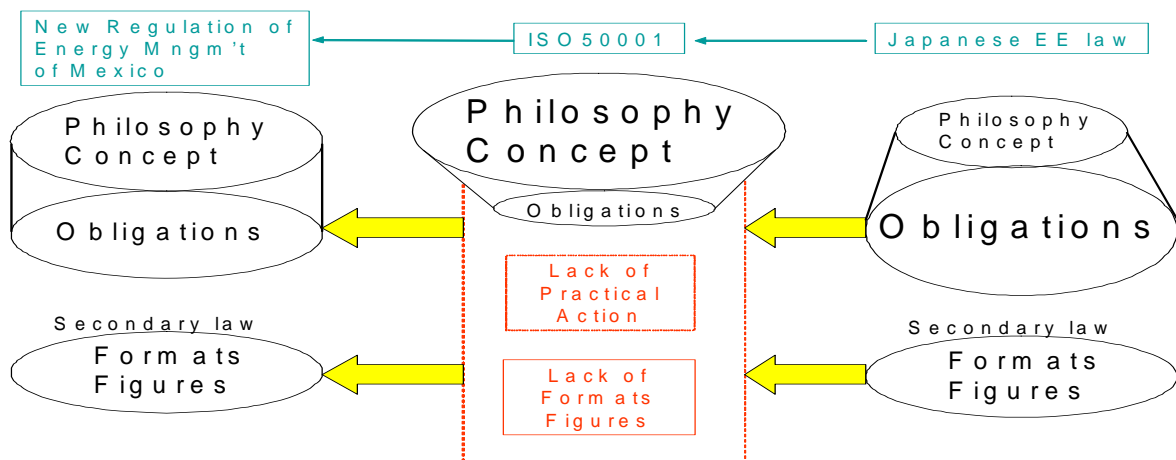 New Regulation of
Energy Mngm't
of Mexico
ISO50001
Japanese EE law
Philosophy
Concept
Obligations
Philosophy
Concept
Obligations
Philosophy
Concept
Obligations
Lack of
Practical
Action
Secondary law
Formats
Figures
Lack of
Formats
Figures
Secondary law
Formats
Figures